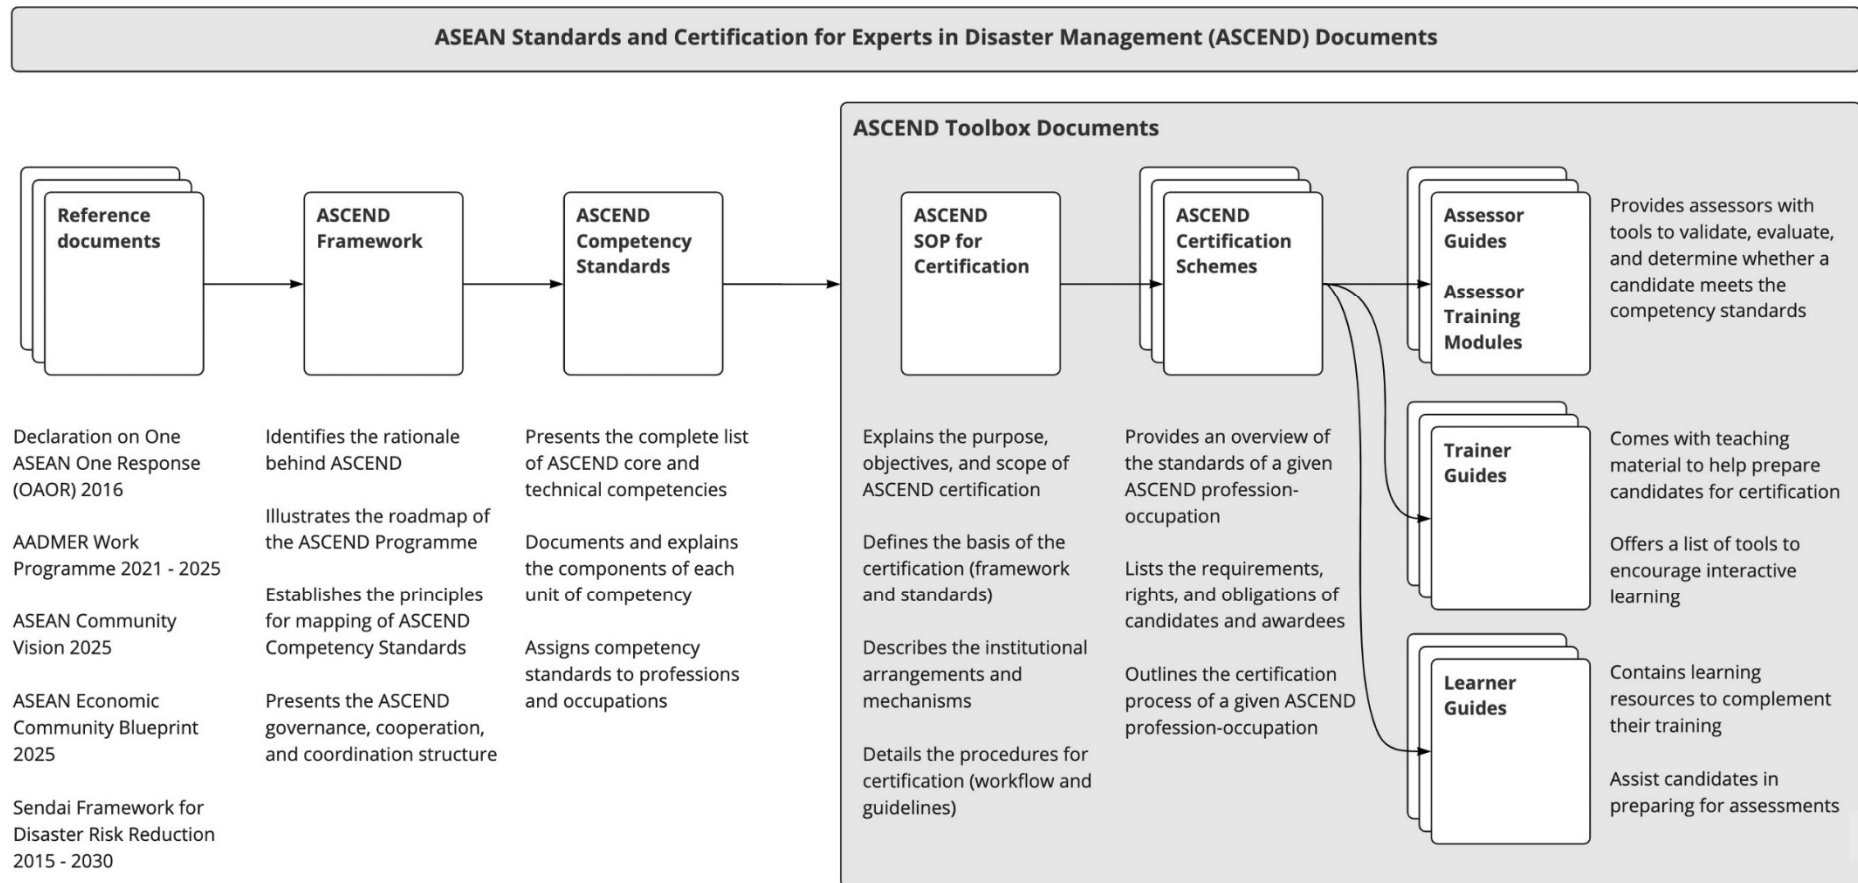 ASEAN Standards and Certification for Experts in Disaster Management (ASCEND) Documents
ASCEND Toolbox Documents
Reference
documents
ASCEND
Framework
ASCEND
Competency
Standards
ASCEND
SOP for
Certification
ASCEND
Certification
Schemes
Assessor
Guides
Assessor
Training
Modules
Provides assessors with
tools to validate, evaluate,
and determine whether a
candidate meets the
competency standards
Declaration on One
ASEAN One Response
(OAOR) 2016
AADMER Work
Programme 2021 - 2025
ASEAN Community
Vision 2025
ASEAN Economic
Community Blueprint
2025
Sendai Framework for
Disaster Risk Reduction
2015 - 2030
Identifies the rationale
behind ASCEND
Illustrates the roadmap of
the ASCEND Programme
Establishes the principles
for mapping of ASCEND
Competency Standards
Presents the ASCEND
governance, cooperation,
and coordination structure
Presents the complete list
of ASCEND core and
technical competencies
Documents and explains
the components of each
unit of competency
Assigns competency
standards to professions
and occupations
Explains the purpose,
objectives, and scope of
ASCEND certification
Defines the basis of the
certification (framework
and standards)
Describes the institutional
arrangements and
mechanisms
Details the procedures for
certification (workflow and
guidelines)
Provides an overview of
the standards of a given
ASCEND profession-
occupation
Lists the requirements,
rights, and obligations of
candidates and awardees
Outlines the certification
process of a given ASCEND
profession-occupation
Trainer
Guides
Comes with teaching
material to help prepare
candidates for certification
Offers a list of tools to
encourage interactive
learning
Learner
Guides
Contains learning
resources to complement
their training
Assist candidates in
preparing for assessments